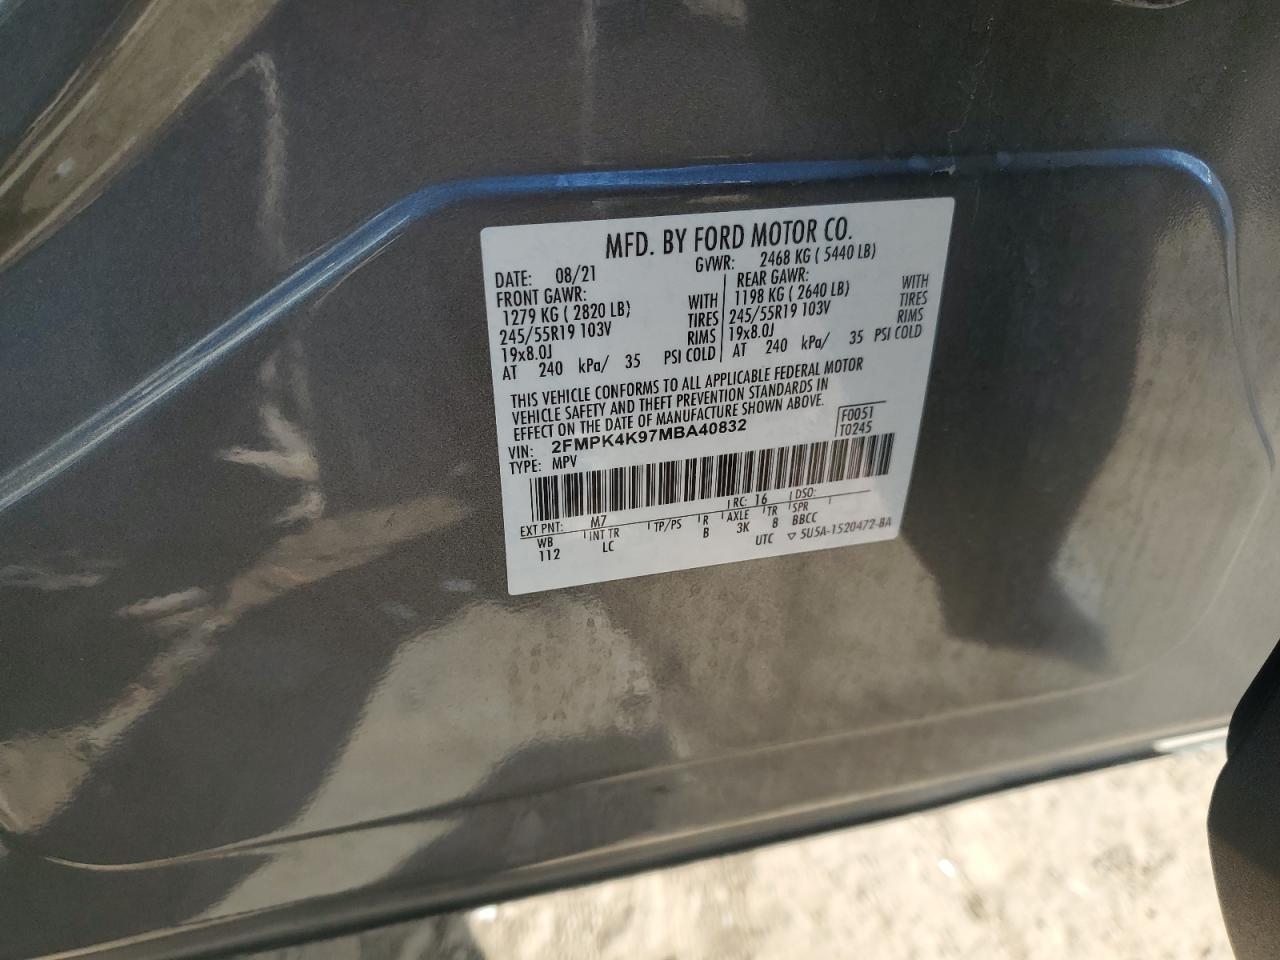 MFD. BY FORD MOTOR CO.
DATE: 08/21 GVWR: 2468 KG ( 5440 LB)
FRONT GAWR: REAR GAWR:
1279 KG ( 2820 LB) WITH 1198 KG ( 2640 LB) WITH
245/55R19 103V TIRES 245/55R19 103V TIRES
19x8.0J RIMS 19x8.0J RIMS
AT 240 kPa/ 35 PSI COLD AT 240 kPa/ 35 PSI COLD
THIS VEHICLE CONFORMS TO ALL APPLICABLE FEDERAL MOTOR
VEHICLE SAFETY AND THEFT PREVENTION STANDARDS IN
EFFECT ON THE DATE OF MANUFACTURE SHOWN ABOVE.
VIN: 2FMPK4K97MBA40832 F0051
TYPE: MPV T0245
EXT PNT: M7 RC: 16 DSO:
WB INT TR TP/PS R AXLE TR SPR
112 LC B 3K 8 BBCC
UTC ▽ 5U5A-1520472-BA